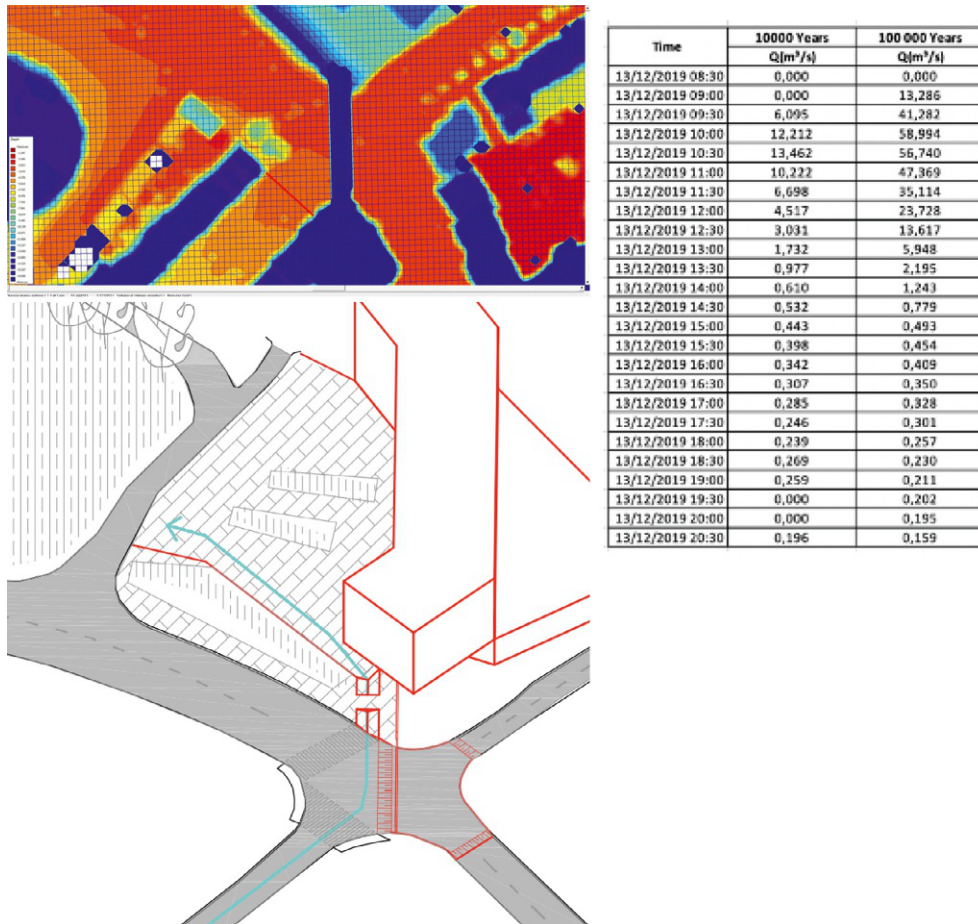 Time 10000 Years 100 000 Years
Q(m³/s) Q(m³/s)
13/12/2019 08:30 0,000 0,000
13/12/2019 09:00 0,000 13,286
13/12/2019 09:30 6,095 41,282
13/12/2019 10:00 12,212 58,994
13/12/2019 10:30 13,462 56,740
13/12/2019 11:00 10,222 47,369
13/12/2019 11:30 6,698 35,114
13/12/2019 12:00 4,517 23,728
13/12/2019 12:30 3,031 13,617
13/12/2019 13:00 1,732 5,948
13/12/2019 13:30 0,977 2,195
13/12/2019 14:00 0,610 1,243
13/12/2019 14:30 0,532 0,779
13/12/2019 15:00 0,443 0,493
13/12/2019 15:30 0,398 0,454
13/12/2019 16:00 0,342 0,409
13/12/2019 16:30 0,307 0,350
13/12/2019 17:00 0,285 0,328
13/12/2019 17:30 0,246 0,301
13/12/2019 18:00 0,239 0,257
13/12/2019 18:30 0,269 0,230
13/12/2019 19:00 0,259 0,211
13/12/2019 19:30 0,000 0,202
13/12/2019 20:00 0,000 0,195
13/12/2019 20:30 0,196 0,159